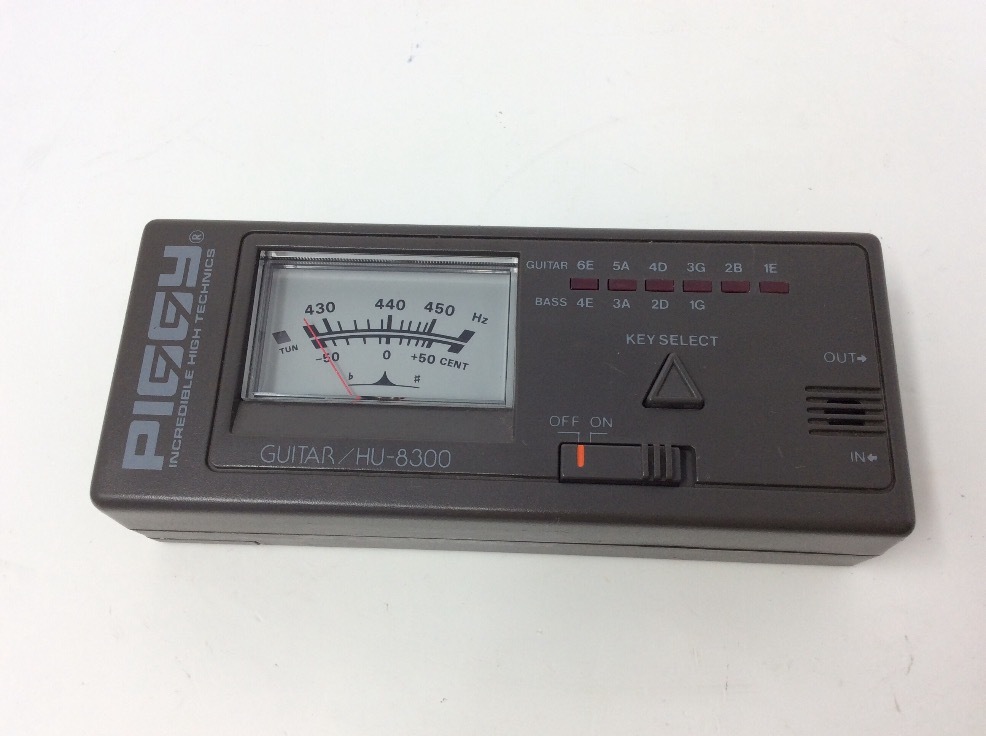 PIGGY®
INCREDIBLE HIGH TECHNICS
430 440 450 Hz
TUN
-50 0 +50 CENT
♭ ♯
GUITAR/HU-8300
GUITAR 6E 5A 4D 3G 2B 1E
BASS 4E 3A 2D 1G
KEY SELECT
OFF ON
OUT→
IN←